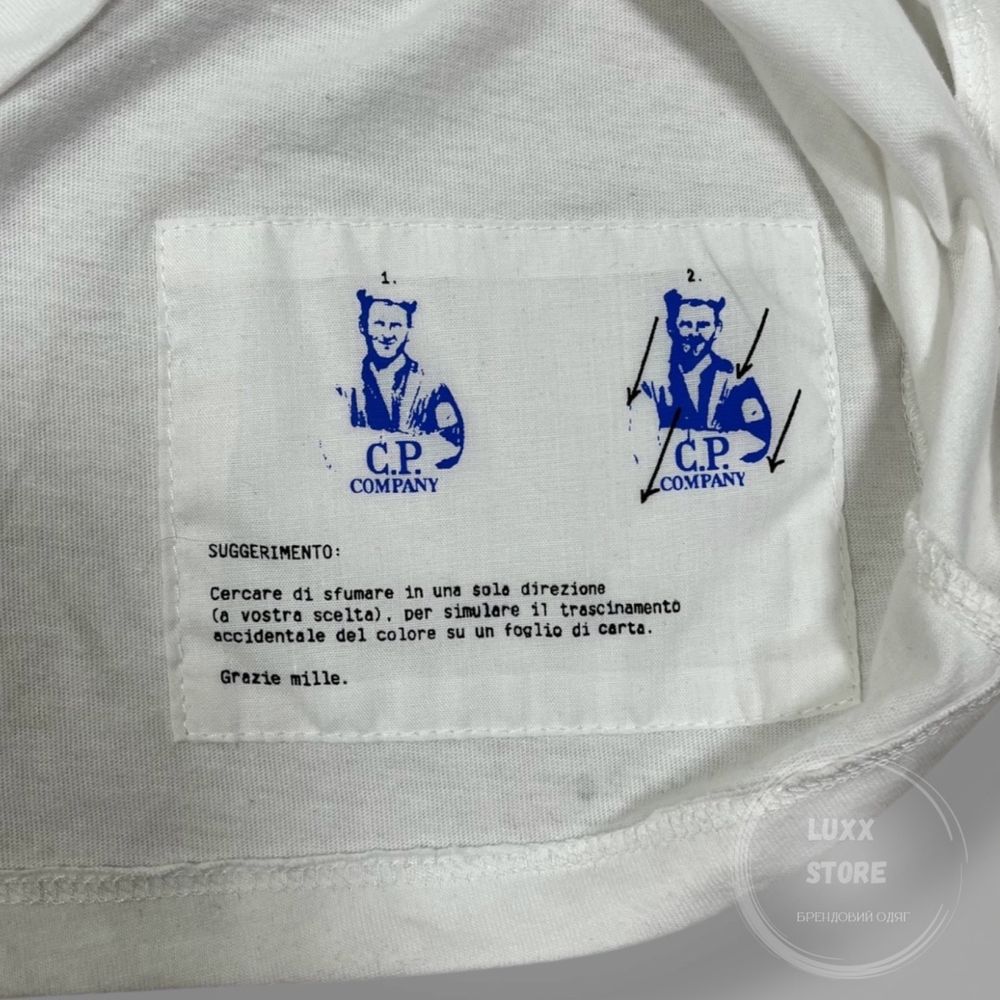 1.
2.
C.P.
COMPANY
C.P.
COMPANY
SUGGERIMENTO:
Cercare di sfumare in una sola direzione
(a vostra scelta), per simulare il trascinamento
accidentale del colore su un foglio di carta.
Grazie mille.
LUXX
STORE
БРЕНДОВИЙ ОДЯГ